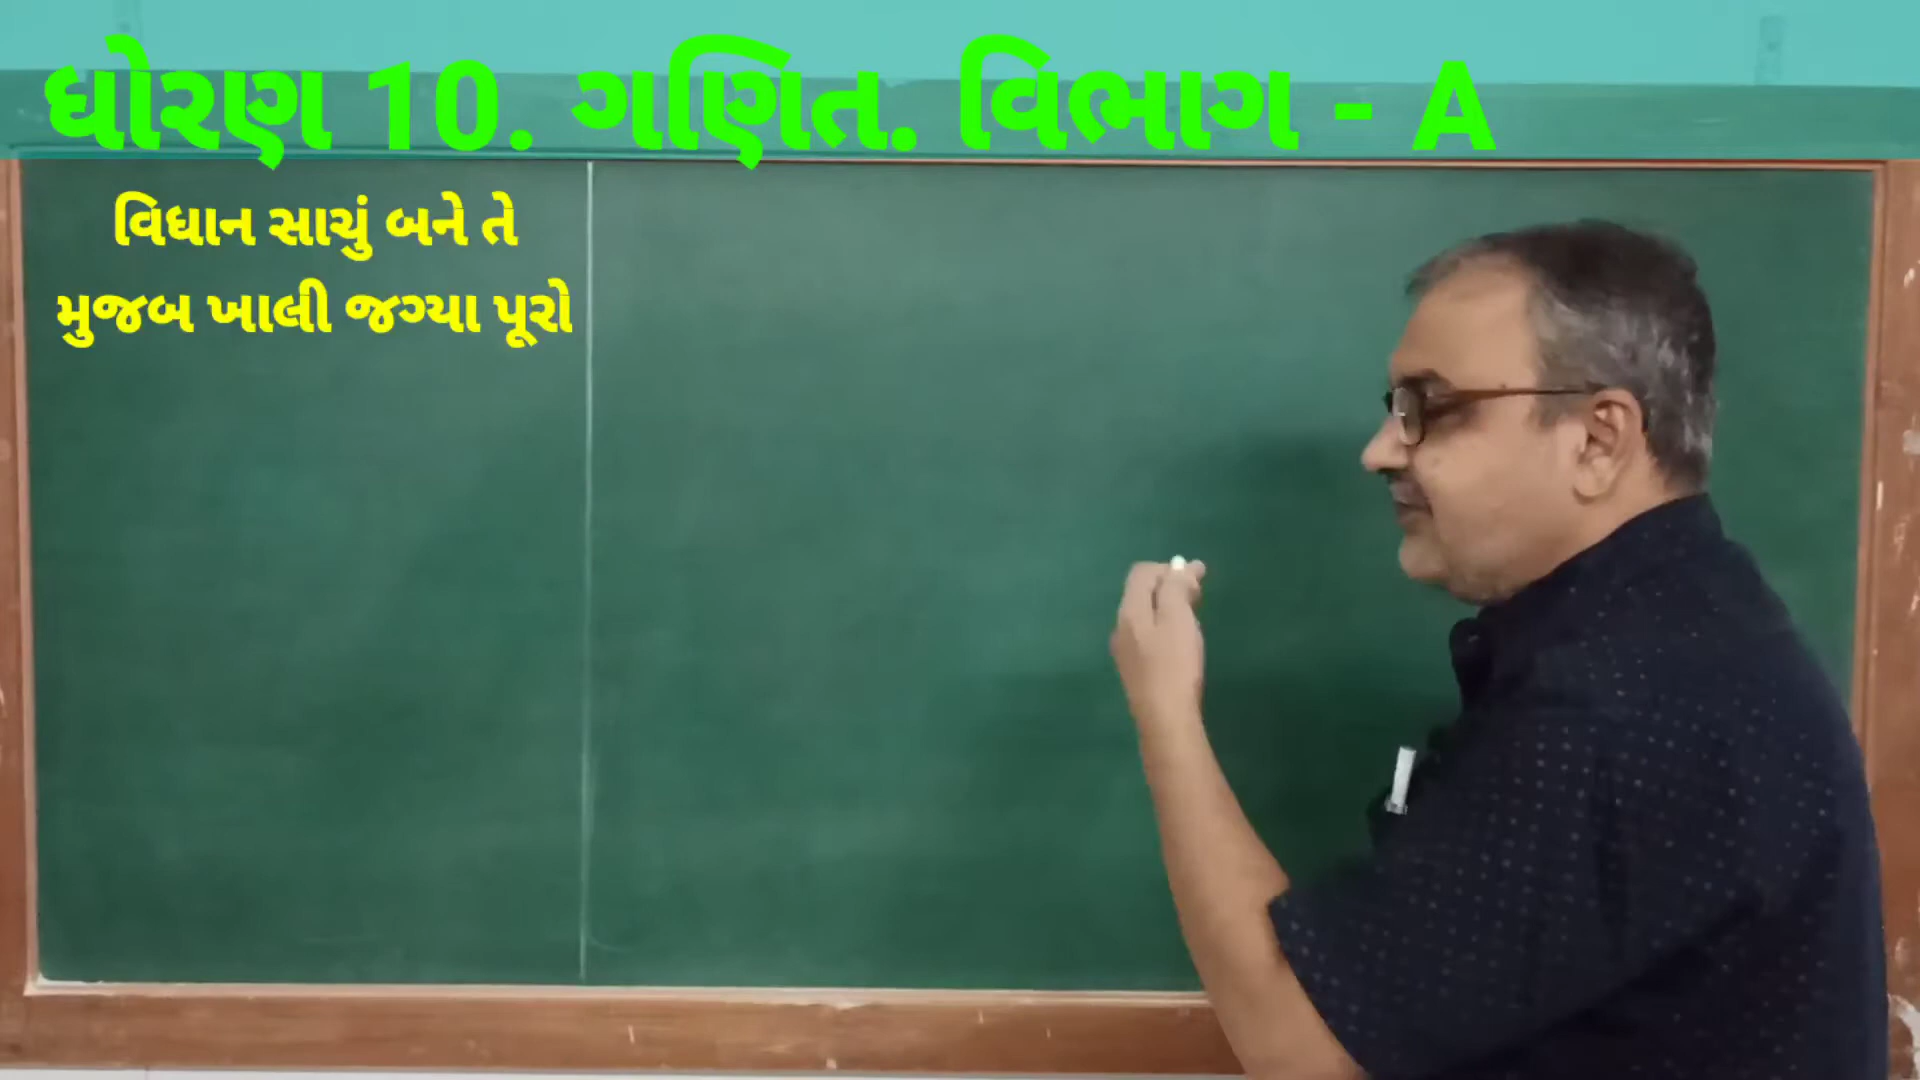 ધોરણ 10. ગણિત. વિભાગ - A
વિધાન સાચું બને તે
મુજબ ખાલી જગ્યા પૂરો